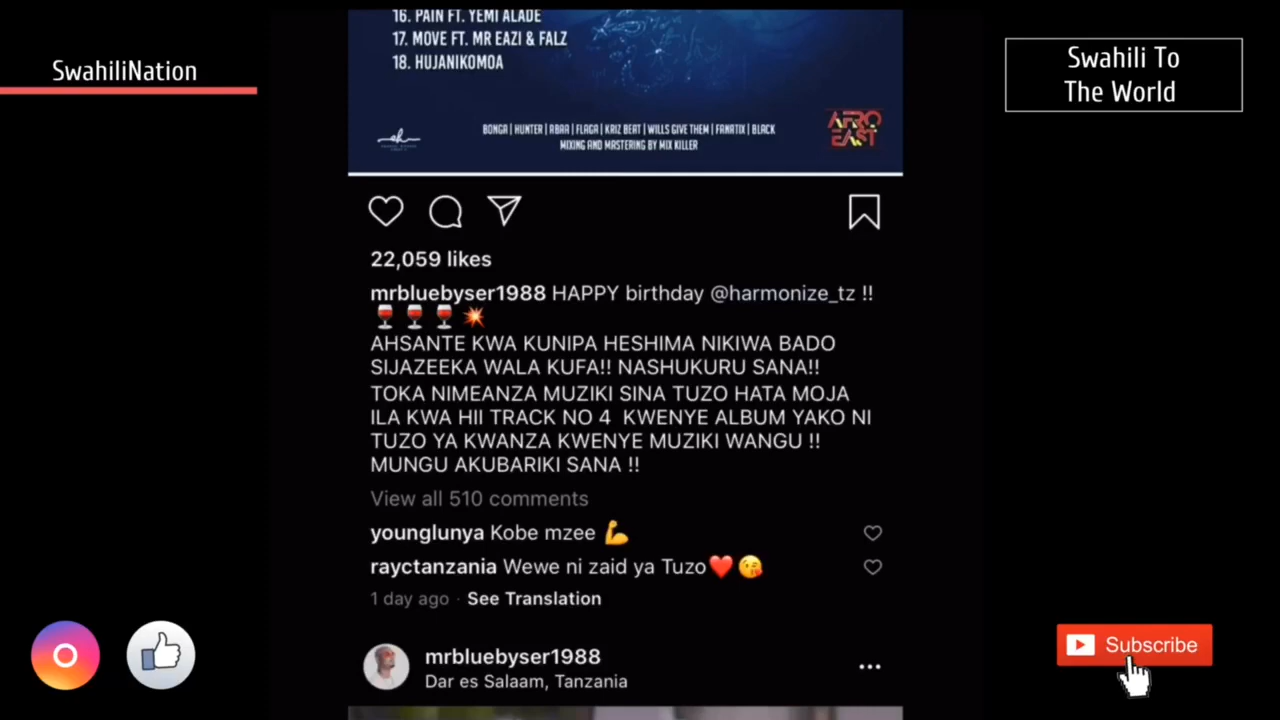 SwahiliNation
Swahili To
The World
16. PAIN FT. YEMI ALADE
17. MOVE FT. MR EAZI & FALZ
18. HUJANIKOMOA
BONGA | HUNTER | ABAA | FLAGA | KRIZ BEAT | WILLS GIVE THEM | FANATIX | BLACK
MIXING AND MASTERING BY MIX KILLER
AFRO
EAST
22,059 likes
mrbluebyser1988 HAPPY birthday @harmonize_tz !!
🍷🍷🍷💥
AHSANTE KWA KUNIPA HESHIMA NIKIWA BADO
SIJAZEEKA WALA KUFA!! NASHUKURU SANA!!
TOKA NIMEANZA MUZIKI SINA TUZO HATA MOJA
ILA KWA HII TRACK NO 4 KWENYE ALBUM YAKO NI
TUZO YA KWANZA KWENYE MUZIKI WANGU !!
MUNGU AKUBARIKI SANA !!
View all 510 comments
younglunya Kobe mzee 💪
rayctanzania Wewe ni zaid ya Tuzo❤️😘
1 day ago · See Translation
mrbluebyser1988
Dar es Salaam, Tanzania
Subscribe